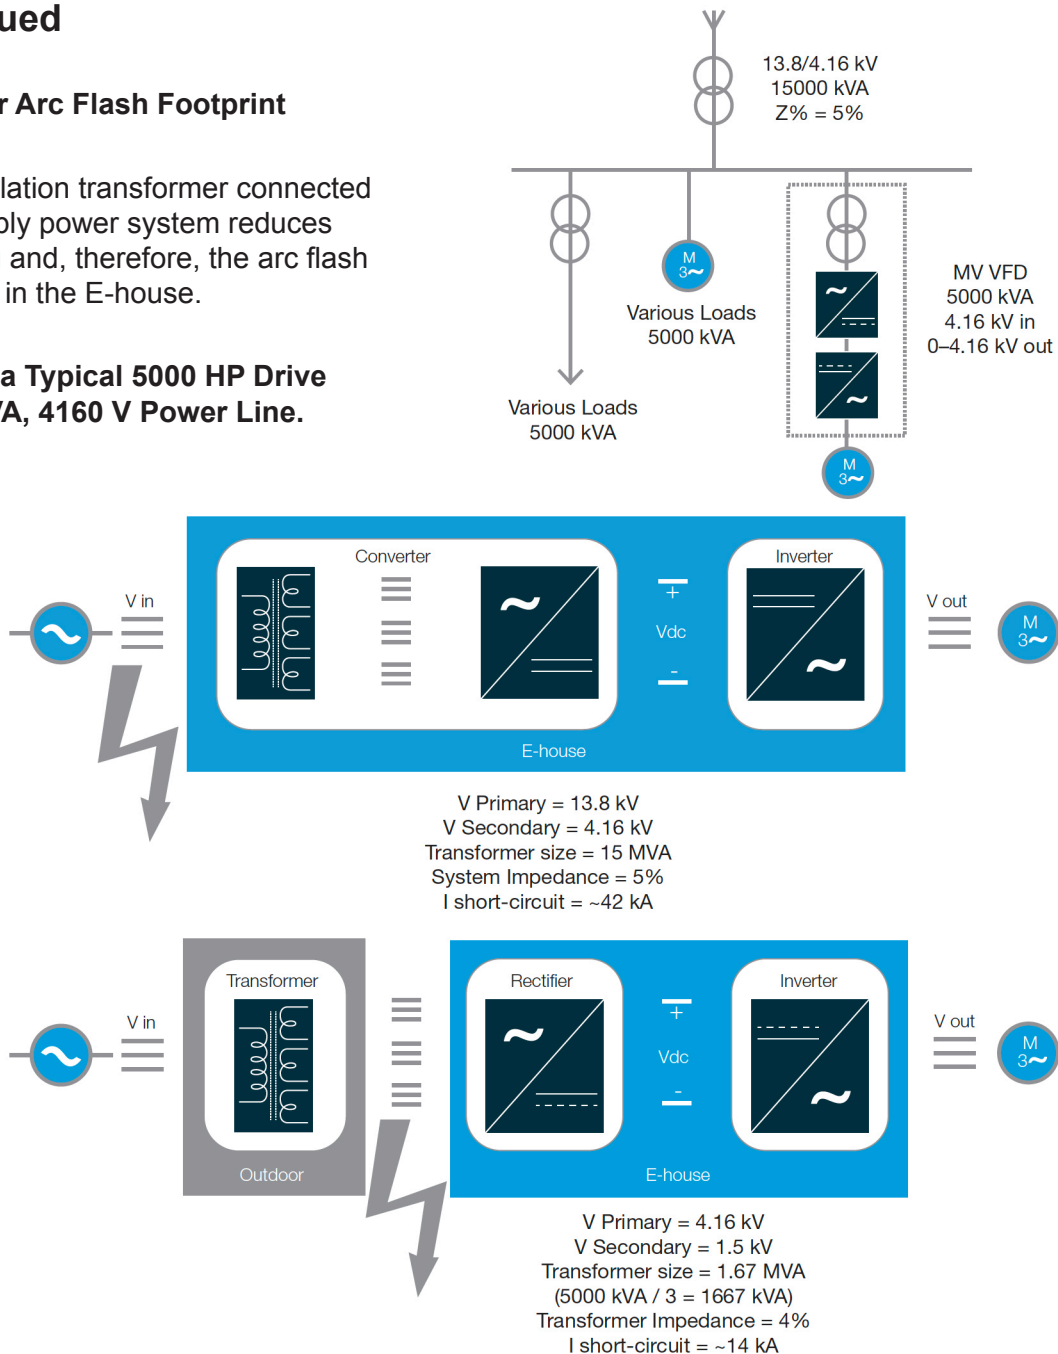 ued
r Arc Flash Footprint
lation transformer connected
ply power system reduces
and, therefore, the arc flash
in the E-house.
a Typical 5000 HP Drive
VA, 4160 V Power Line.
13.8/4.16 kV
15000 kVA
Z% = 5%
M
3~
Various Loads
5000 kVA
Various Loads
5000 kVA
MV VFD
5000 kVA
4.16 kV in
0–4.16 kV out
M
3~
V in
Converter
+
Vdc
-
Inverter
V out
M
3~
E-house
V Primary = 13.8 kV
V Secondary = 4.16 kV
Transformer size = 15 MVA
System Impedance = 5%
I short-circuit = ~42 kA
V in
Transformer
Outdoor
Rectifier
+
Vdc
-
Inverter
V out
M
3~
E-house
V Primary = 4.16 kV
V Secondary = 1.5 kV
Transformer size = 1.67 MVA
(5000 kVA / 3 = 1667 kVA)
Transformer Impedance = 4%
I short-circuit = ~14 kA